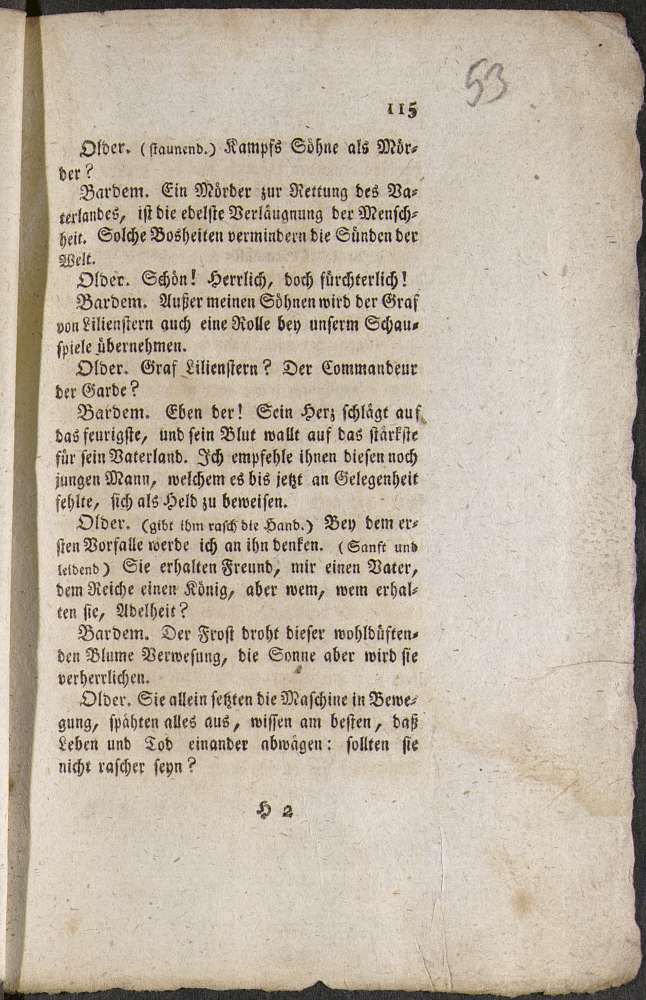 53
115
Older. (staunend.) Kampfs Söhne als Mör-
der?
Bardem. Ein Mörder zur Rettung des Va-
terlandes, ist die edelste Verläugnung der Mensch-
heit. Solche Bosheiten vermindern die Sünden der
Welt.
Older. Schön! Herrlich, doch fürchterlich!
Bardem. Außer meinen Söhnen wird der Graf
von Lilienstern auch eine Rolle bey unserm Schau-
spiele übernehmen.
Older. Graf Lilienstern? Der Commandeur
der Garde?
Bardem. Eben der! Sein Herz schlägt auf
das feurigste, und sein Blut wallt auf das stärkste
für sein Vaterland. Ich empfehle ihnen diesen noch
jungen Mann, welchem es bis jetzt an Gelegenheit
fehlte, sich als Held zu beweisen.
Older. (gibt ihm rasch die Hand.) Bey dem er-
sten Vorfalle werde ich an ihn denken. (Sanft und
leidend) Sie erhalten Freund, mir einen Vater,
dem Reiche einen König, aber wem, wem erhal-
ten sie, Adelheit?
Bardem. Der Frost droht dieser wohldüften-
den Blume Verwesung, die Sonne aber wird sie
verherrlichen.
Older. Sie allein setzten die Maschine in Bewe-
gung, spähten alles aus, wissen am besten, daß
Leben und Tod einander abwägen: sollten sie
nicht rascher seyn?
H 2